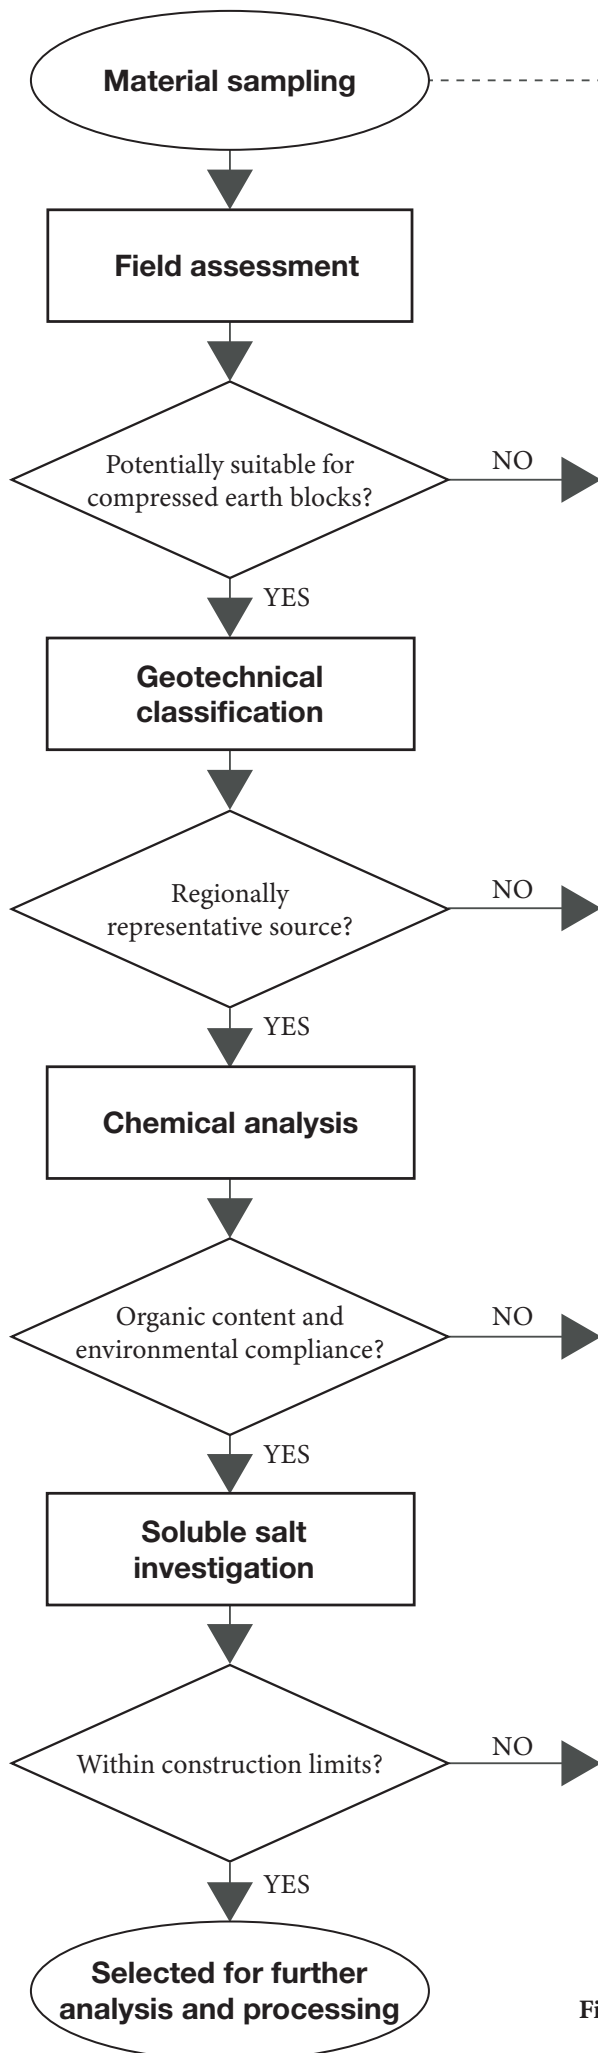 Material sampling
Field assessment
Potentially suitable for
compressed earth blocks?
NO
YES
Geotechnical
classification
Regionally
representative source?
NO
YES
Chemical analysis
Organic content and
environmental compliance?
NO
YES
Soluble salt
investigation
Within construction limits?
NO
YES
Selected for further
analysis and processing